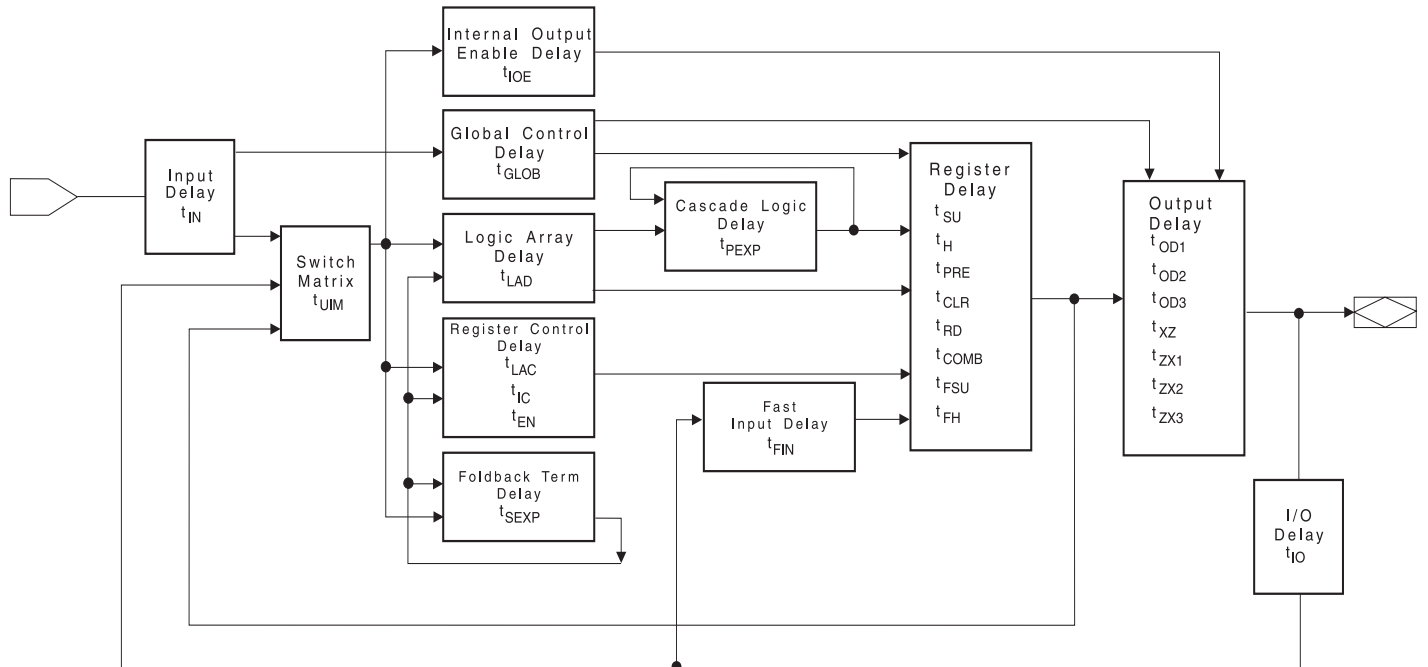 Internal Output
Enable Delay
tIOE
Global Control
Delay
tGLOB
Input
Delay
tIN
Switch
Matrix
tUIM
Logic Array
Delay
tLAD
Cascade Logic
Delay
tPEXP
Register Control
Delay
tLAC
tIC
tEN
Foldback Term
Delay
tSEXP
Fast
Input Delay
tFIN
Register
Delay
tSU
tH
tPRE
tCLR
tRD
tCOMB
tFSU
tFH
Output
Delay
tOD1
tOD2
tOD3
tXZ
tZX1
tZX2
tZX3
I/O
Delay
tIO